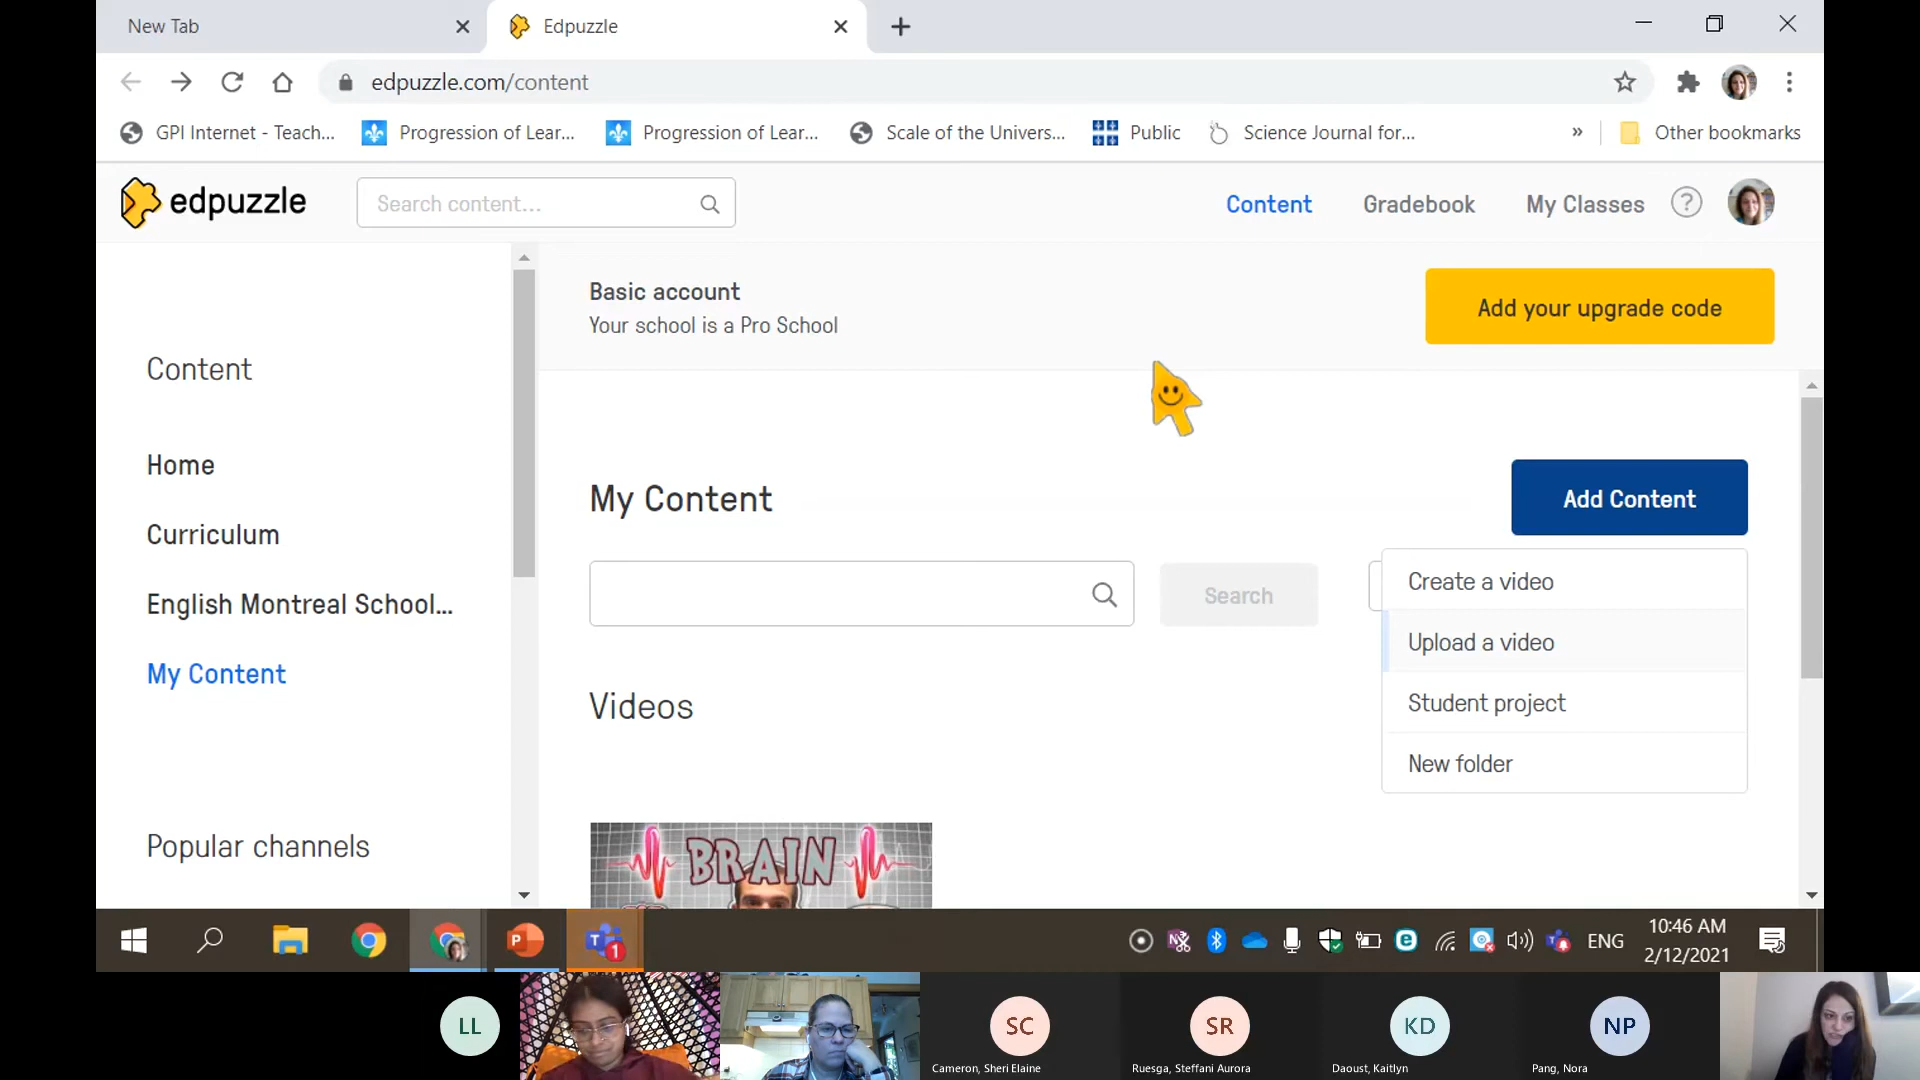 New Tab
Edpuzzle
edpuzzle.com/content
GPI Internet - Teach...
Progression of Lear...
Progression of Lear...
Scale of the Univers...
Public
Science Journal for...
»
Other bookmarks
edpuzzle
Search content...
Content
Gradebook
My Classes
?
Basic account
Your school is a Pro School
Add your upgrade code
Content
Home
Curriculum
English Montreal School...
My Content
Popular channels
My Content
Add Content
Search
Create a video
Upload a video
Student project
New folder
Videos
BRAIN
P
T
1
N
e
ENG
10:46 AM
2/12/2021
LL
SC
Cameron, Sheri Elaine
SR
Ruesga, Steffani Aurora
KD
Daoust, Kaitlyn
NP
Pang, Nora